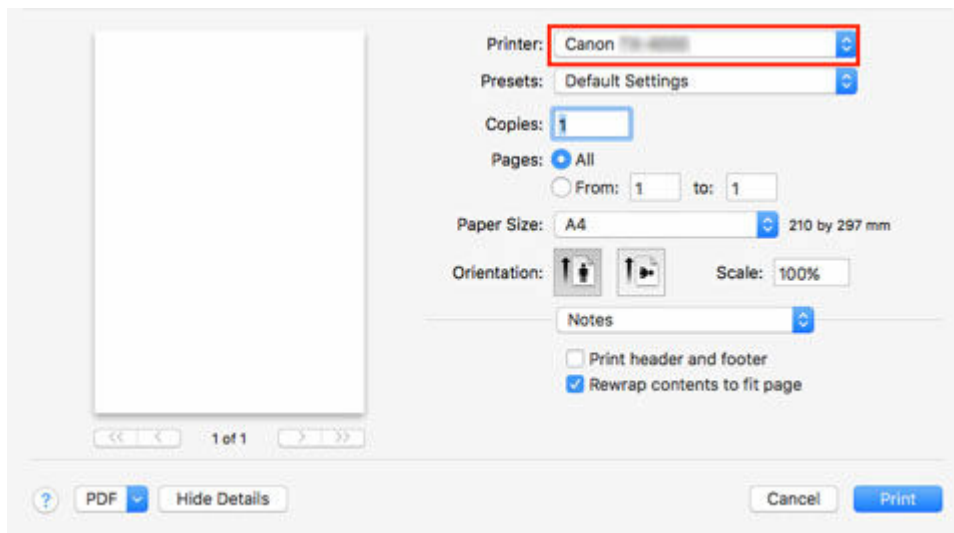 Printer: Canon
Presets: Default Settings
Copies: 1
Pages: All
From: 1 to: 1
Paper Size: A4 210 by 297 mm
Orientation: Scale: 100%
Notes
Print header and footer
Rewrap contents to fit page
<< < 1 of 1 > >>
? PDF Hide Details Cancel Print